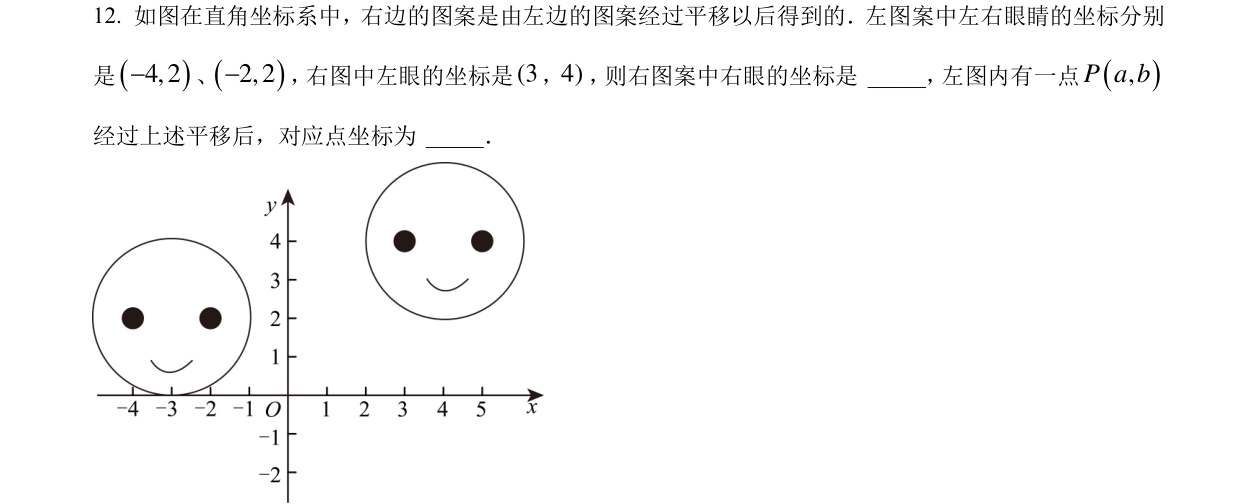 12. 如图在直角坐标系中，右边的图案是由左边的图案经过平移以后得到的．左图案中左右眼睛的坐标分别
是(−4,2)、(−2,2)，右图中左眼的坐标是(3，4)，则右图案中右眼的坐标是 _____，左图内有一点P(a,b)
经过上述平移后，对应点坐标为 _____．
y
4
3
2
1
−4 −3 −2 −1 O 1 2 3 4 5 x
−1
−2